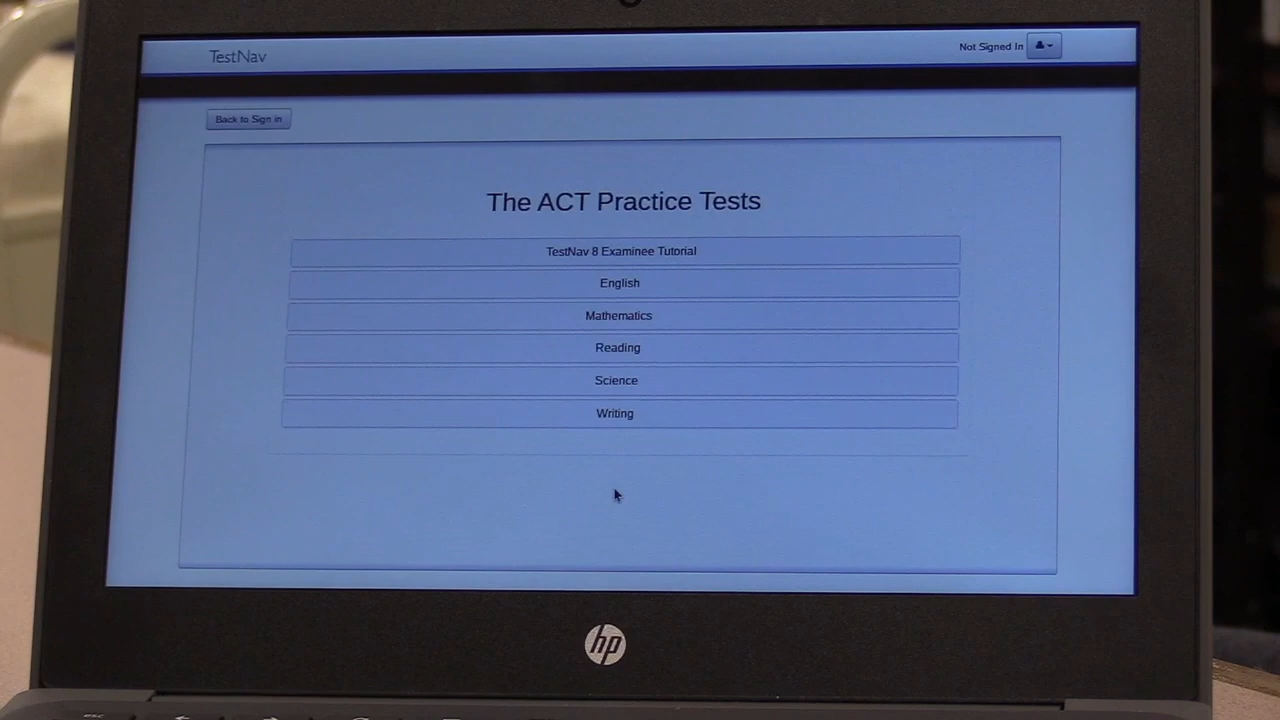 TestNav
Not Signed In
Back to Sign in
The ACT Practice Tests
TestNav 8 Examinee Tutorial
English
Mathematics
Reading
Science
Writing
hp
esc